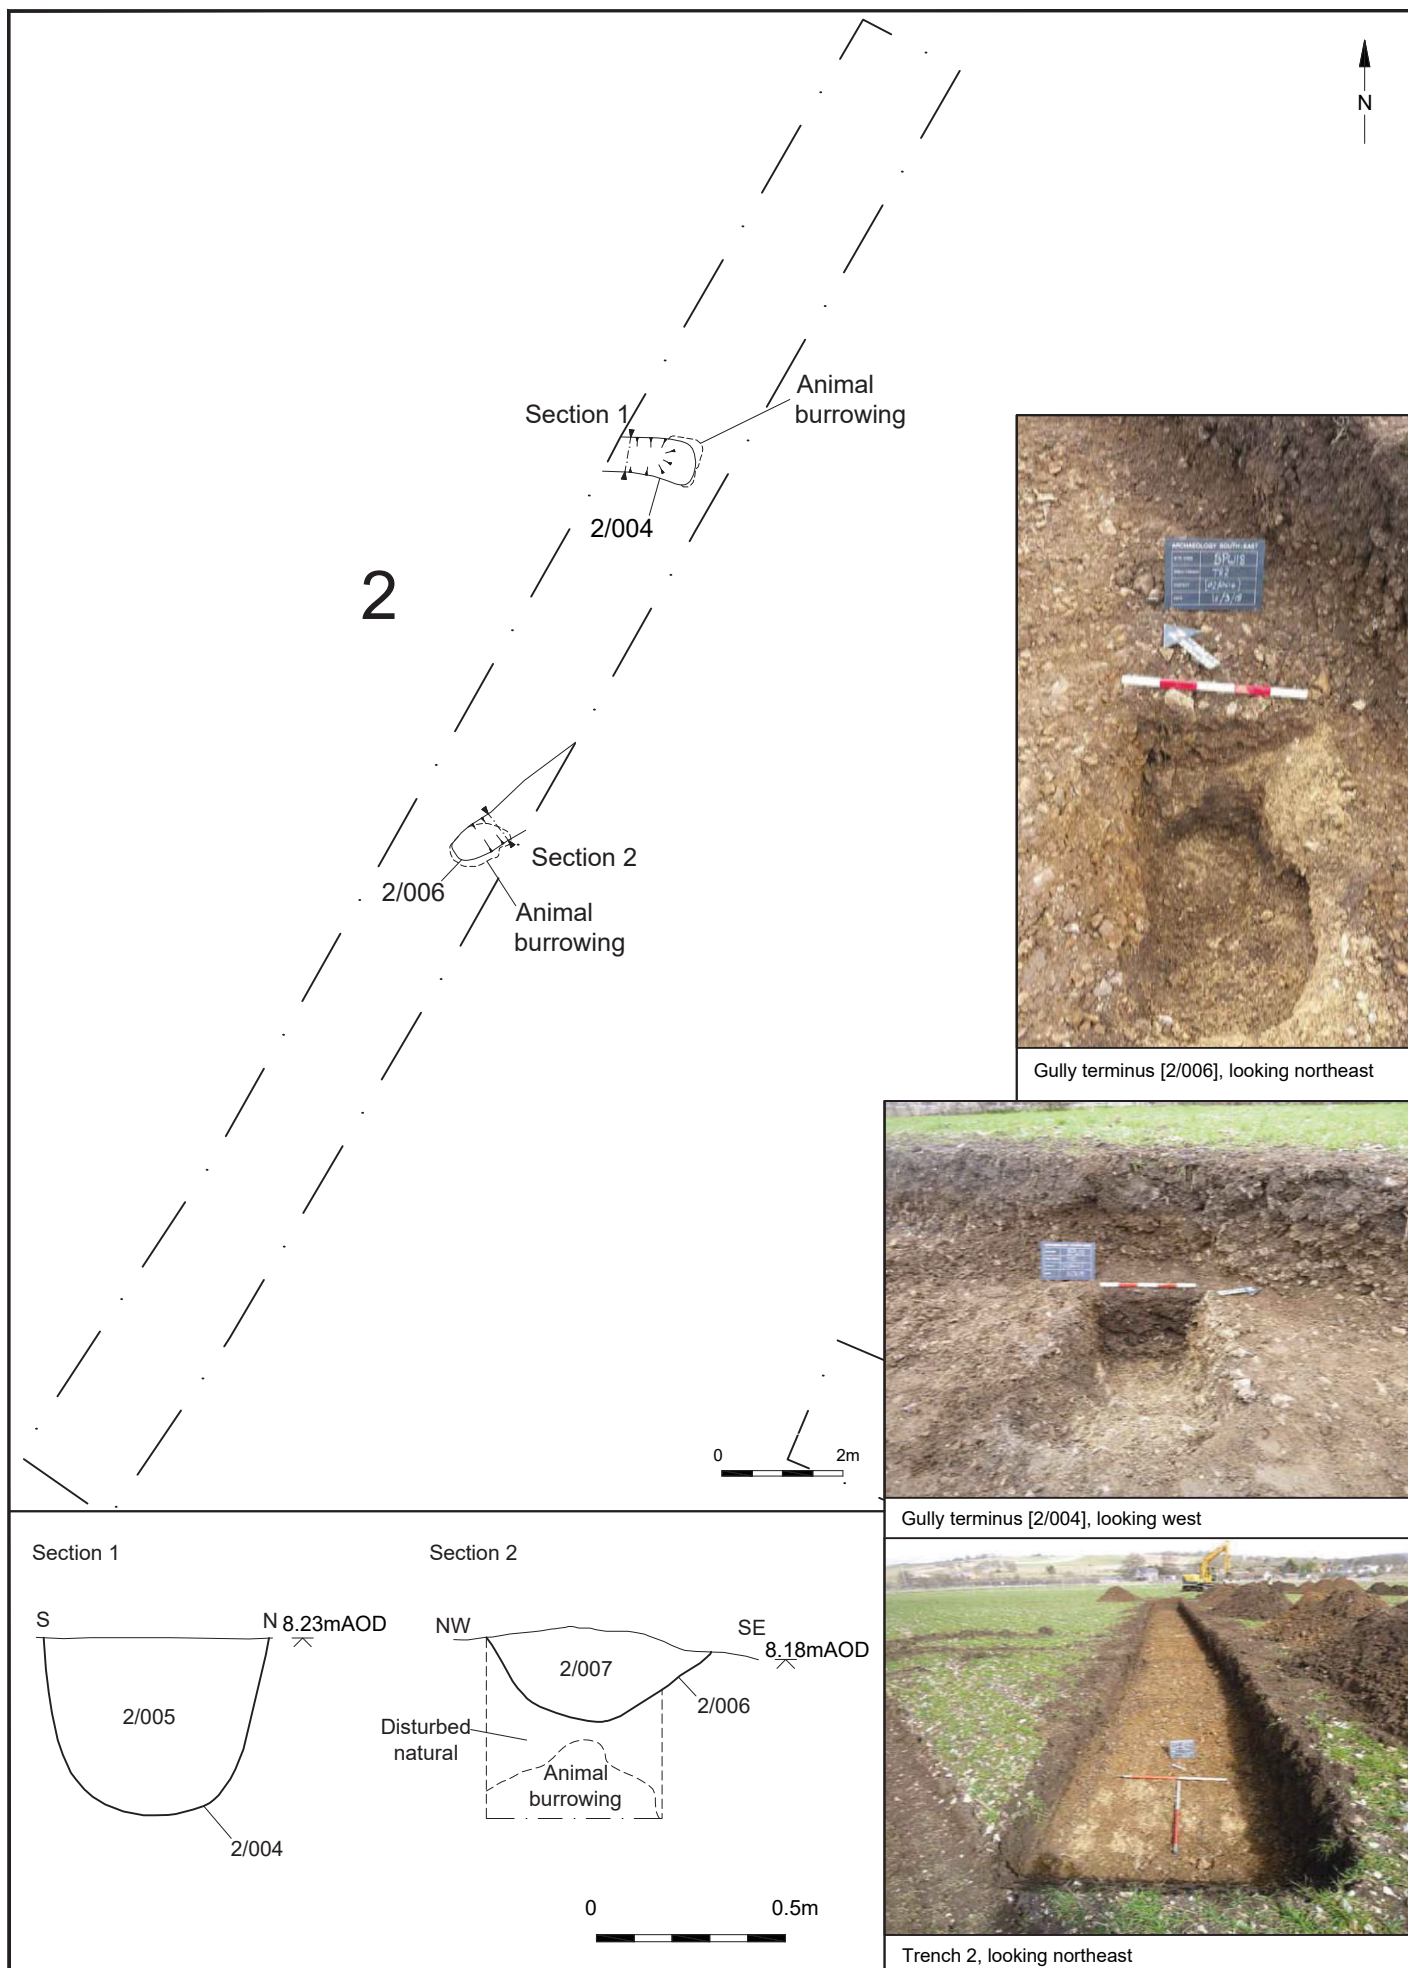 N
Section 1
Animal
burrowing
2/004
2
Section 2
2/006
Animal
burrowing
0 2m
ARCHAEOLOGY SOUTH-EAST
BPW18
TR2
Gully terminus [2/006], looking northeast
Gully terminus [2/004], looking west
Trench 2, looking northeast
Section 1
S
N 8.23mAOD
2/005
2/004
Section 2
NW
SE
8.18mAOD
2/007
2/006
Disturbed
natural
Animal
burrowing
0 0.5m